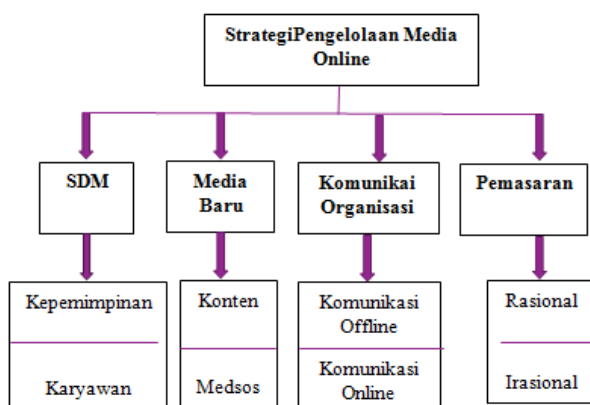 StrategiPengelolaan Media
Online
SDM
Media
Baru
Komunikai
Organisasi
Pemasaran
Kepemimpinan
Karyawan
Konten
Medsos
Komunikasi
Offline
Komunikasi
Online
Rasional
Irasional